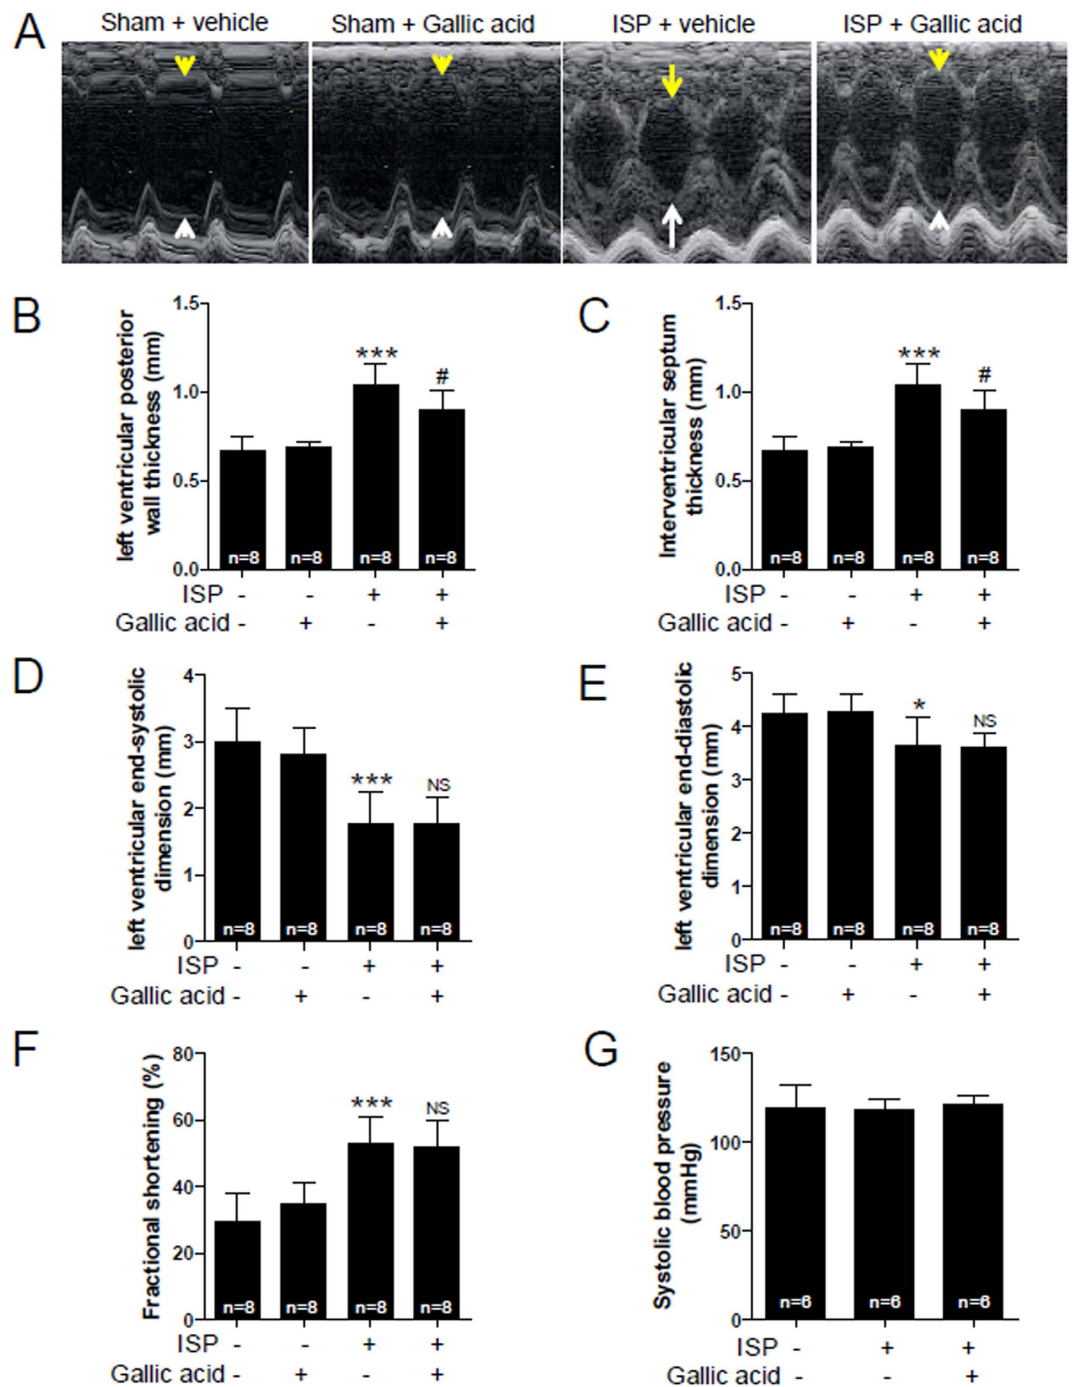 A
Sham + vehicle
Sham + Gallic acid
ISP + vehicle
ISP + Gallic acid
B
left ventricular posterior
wall thickness (mm)
1.5
1.0
0.5
0.0
***
#
n=8 n=8 n=8 n=8
ISP - - + +
Gallic acid - + - +
C
Interventricular septum
thickness (mm)
1.5
1.0
0.5
0.0
***
#
n=8 n=8 n=8 n=8
ISP - - + +
Gallic acid - + - +
D
left ventricular end-systolic
dimension (mm)
4
3
2
1
0
***
NS
n=8 n=8 n=8 n=8
ISP - - + +
Gallic acid - + - +
E
left ventricular end-diastolic
dimension (mm)
5
4
3
2
1
0
*
NS
n=8 n=8 n=8 n=8
ISP - - + +
Gallic acid - + - +
F
Fractional shortening (%)
80
60
40
20
0
***
NS
n=8 n=8 n=8 n=8
ISP - - + +
Gallic acid - + - +
G
Systolic blood pressure
(mmHg)
150
100
50
0
n=6 n=6 n=6
ISP - + +
Gallic acid - - +